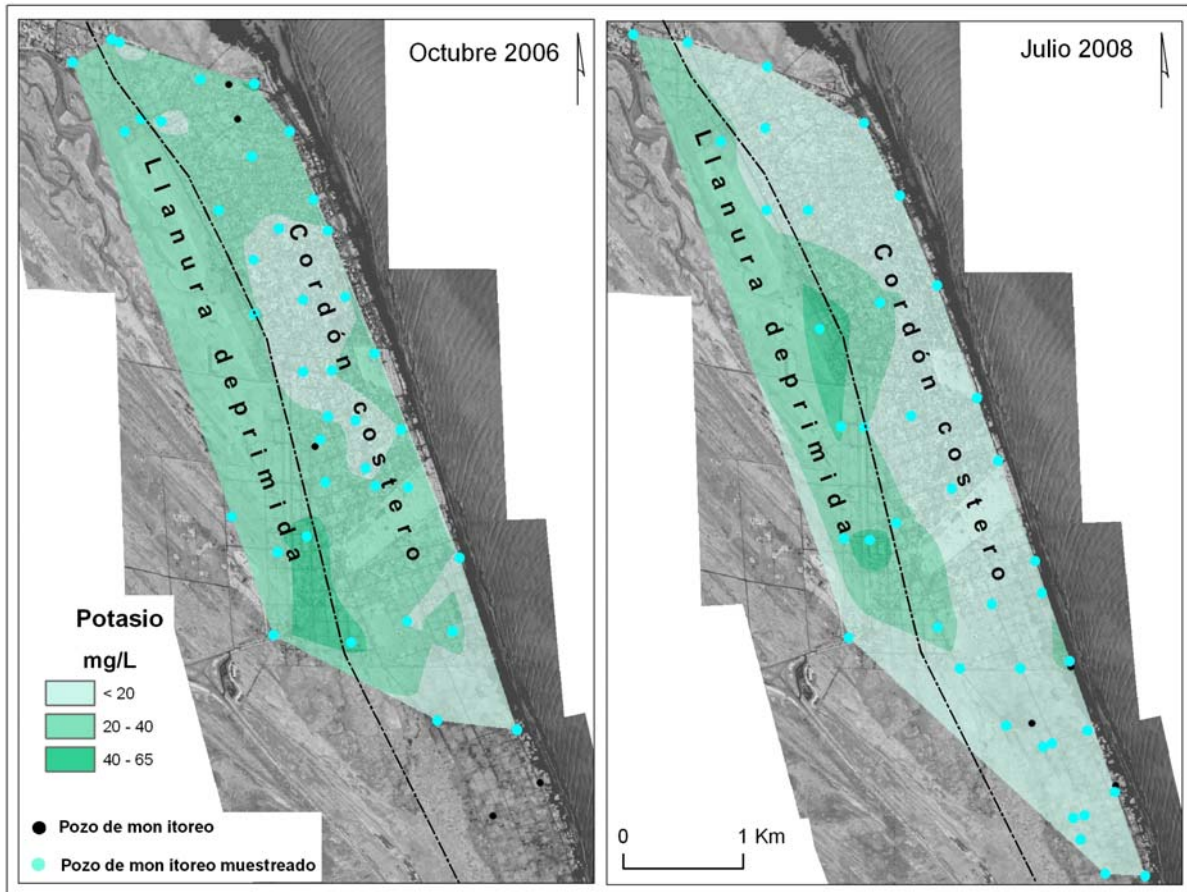 Octubre 2006
Llanura deprimida
Cordón costero
Potasio
mg/L
< 20
20 - 40
40 - 65
Pozo de mon itoreo
Pozo de mon itoreo muestreado
Julio 2008
Llanura deprimida
Cordón costero
0 1 Km